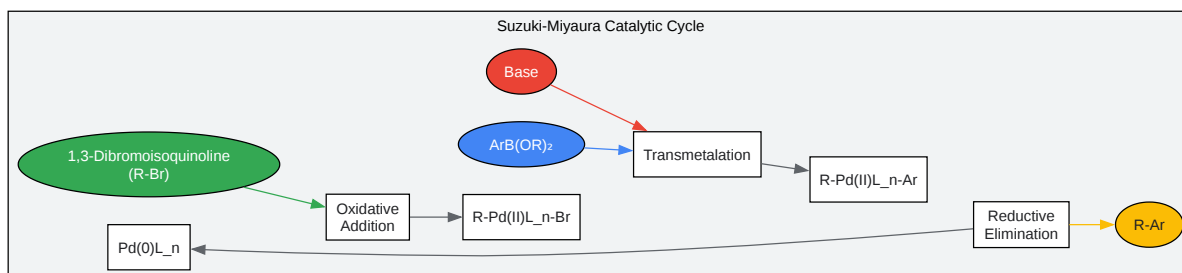 Suzuki-Miyaura Catalytic Cycle
Base
ArB(OR)₂
Transmetalation
1,3-Dibromoisoquinoline
(R-Br)
R-Pd(II)L_n-Ar
Oxidative
Addition
R-Pd(II)L_n-Br
Reductive
Elimination
R-Ar
Pd(0)L_n